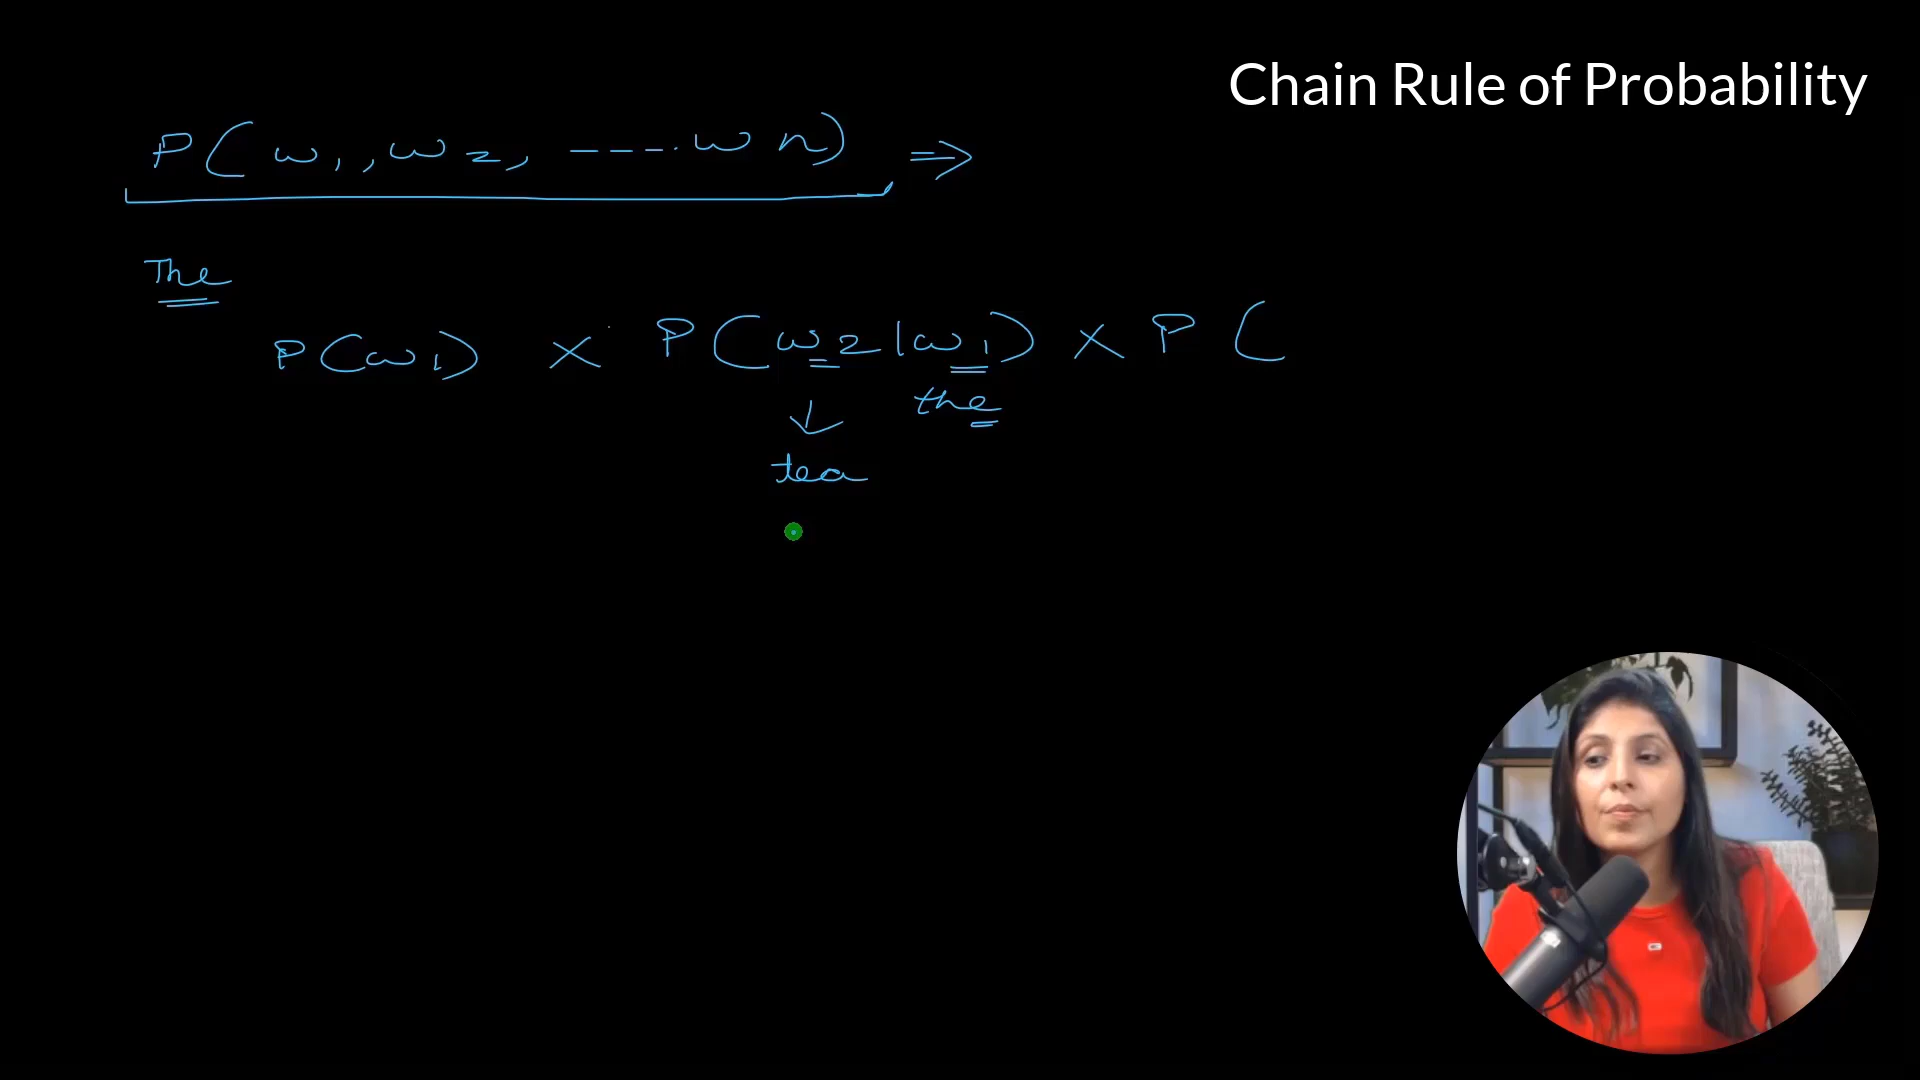 Chain Rule of Probability
P(w1, w2, ---- wn) ⇒
The
P(w1) × P(w2|w1) × P(
the
tea